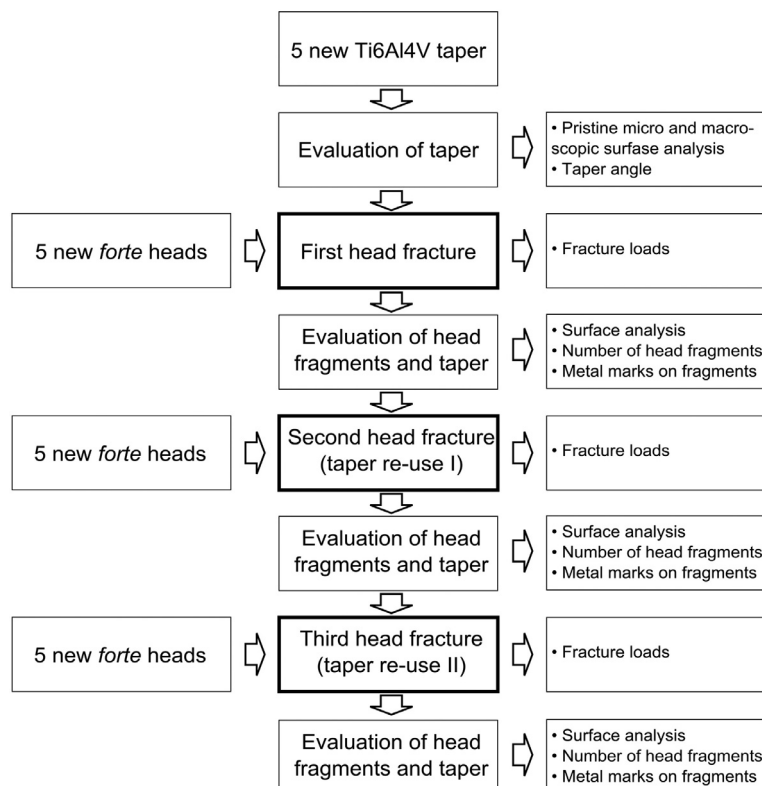 5 new Ti6Al4V taper
Evaluation of taper
• Pristine micro and macro-
scopic surfase analysis
• Taper angle
5 new forte heads
First head fracture
• Fracture loads
Evaluation of head
fragments and taper
• Surface analysis
• Number of head fragments
• Metal marks on fragments
5 new forte heads
Second head fracture
(taper re-use I)
• Fracture loads
Evaluation of head
fragments and taper
• Surface analysis
• Number of head fragments
• Metal marks on fragments
5 new forte heads
Third head fracture
(taper re-use II)
• Fracture loads
Evaluation of head
fragments and taper
• Surface analysis
• Number of head fragments
• Metal marks on fragments